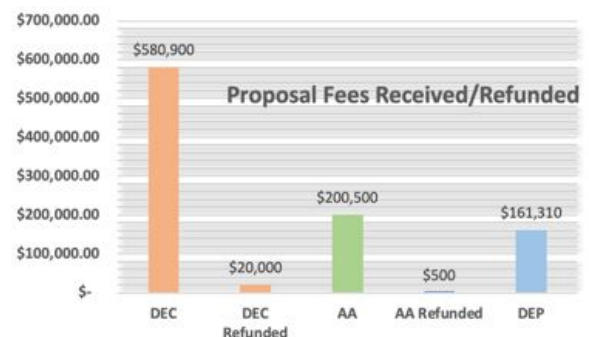 $700,000.00
$600,000.00
$500,000.00
$400,000.00
$300,000.00
$200,000.00
$100,000.00
$-
$580,900
Proposal Fees Received/Refunded
$20,000
$200,500
$500
$161,310
DEC
DEC Refunded
AA
AA Refunded
DEP